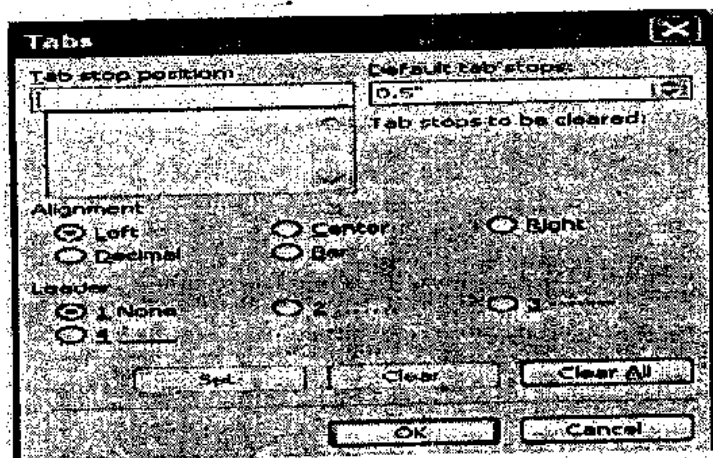 Tabs
Tab stop position: Default tab stops:
0.5"
Tab stops to be cleared:
Alignment
Left Center Right
Decimal Bar
Leader
1 None 2 ....... 3 -------
4 ____
Set Clear Clear All
OK Cancel